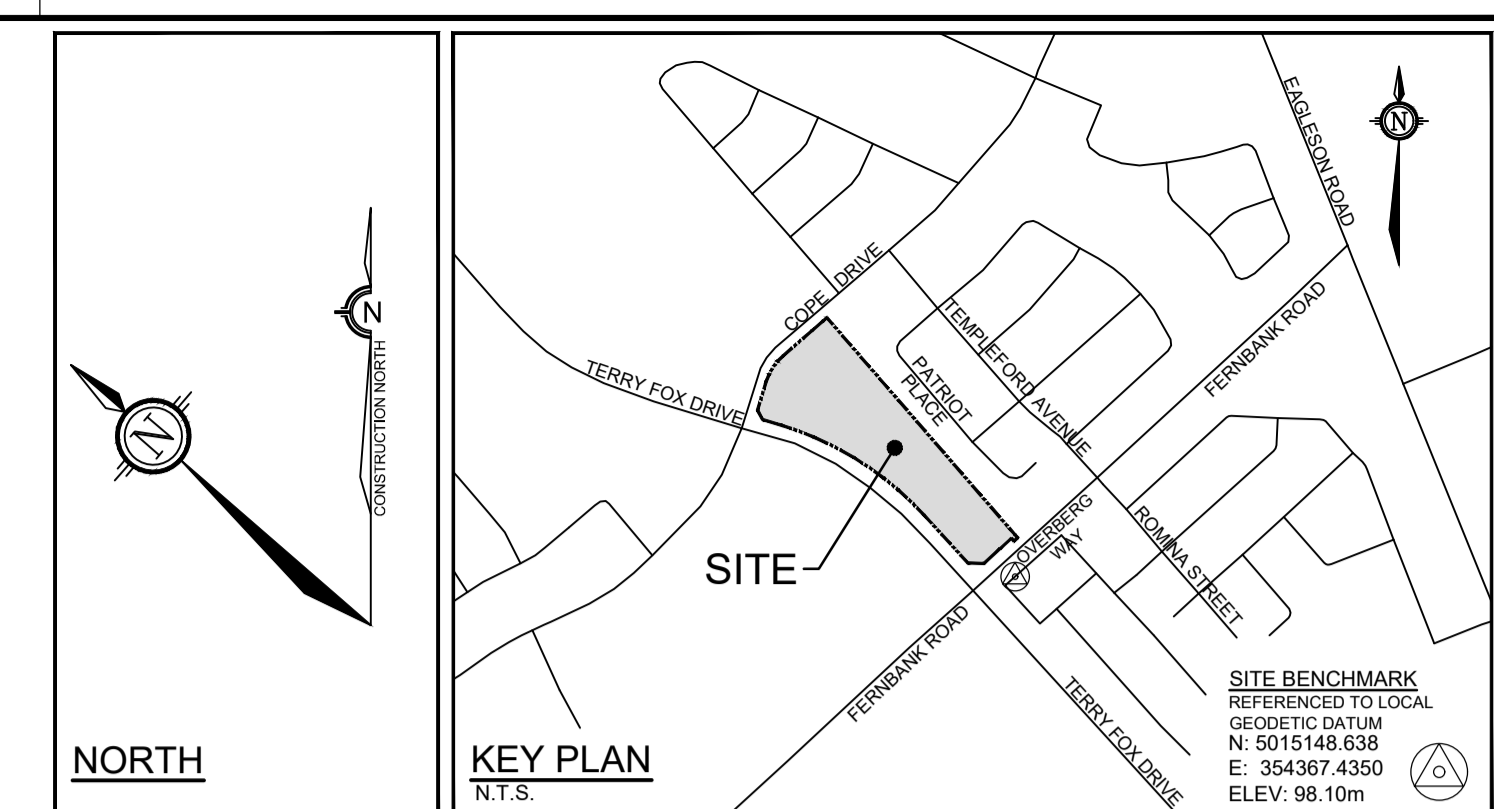 N
CONSTRUCTION NORTH
N
NORTH
EAGLESON ROAD
N
COPE DRIVE
TERRY FOX DRIVE
TEMPLEFORD AVENUE
PATRIOT
PLACE
FERNBANK ROAD
SITE
OVERBERG
WAY
ROMINA STREET
FERNBANK ROAD
TERRY FOX DRIVE
KEY PLAN
N.T.S.
SITE BENCHMARK
REFERENCED TO LOCAL
GEODETIC DATUM
N: 5015148.638
E: 354367.4350
ELEV: 98.10m